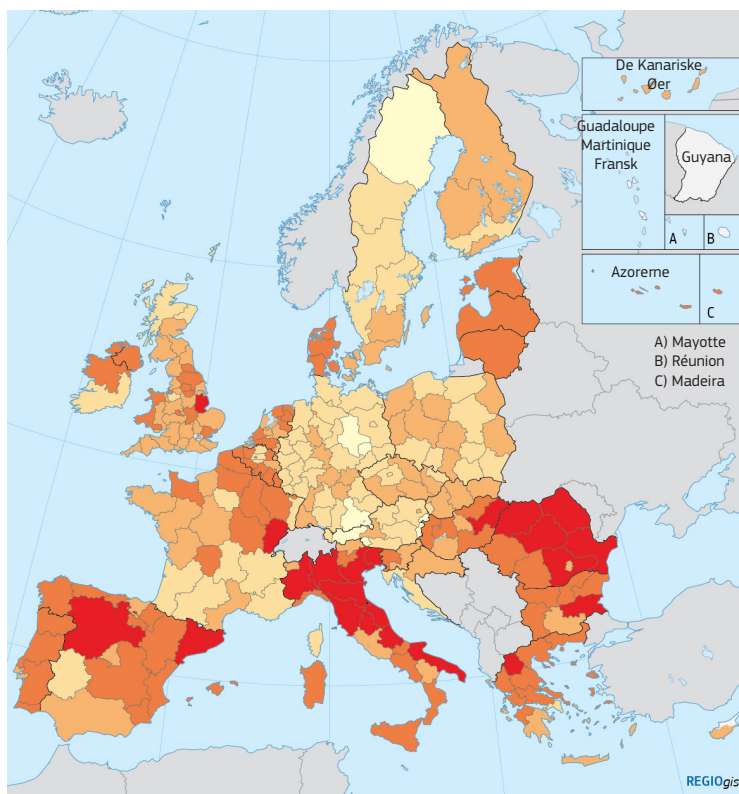 De Kanariske
Øer
Guadaloupe
Martinique
Fransk
Guyana
A
B
Azorerne
C
A) Mayotte
B) Réunion
C) Madeira
REGIOgis